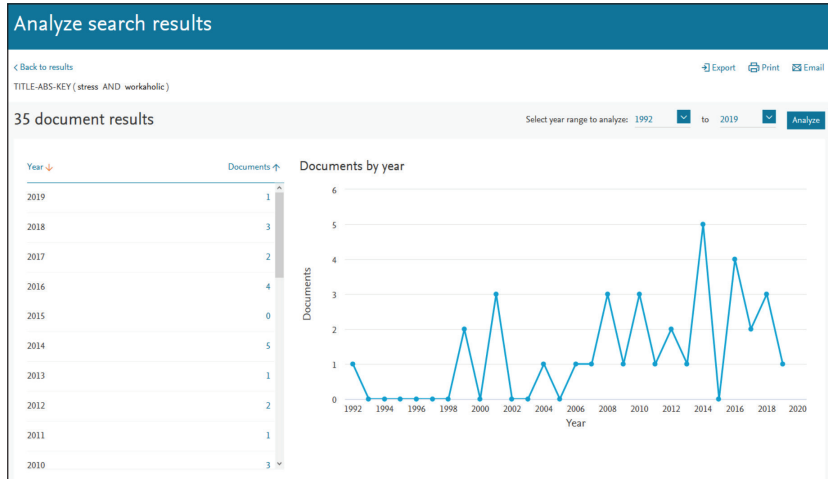 Analyze search results
Back to results
Export Print Email
TITLE-ABS-KEY ( stress AND workaholic )
35 document results
Select year range to analyze: 1992 to 2019 Analyze
Year Documents
2019 1
2018 3
2017 2
2016 4
2015 0
2014 5
2013 1
2012 2
2011 1
2010 3
Documents by year
6
5
4
3
2
1
0
Documents
1992 1994 1996 1998 2000 2002 2004 2006 2008 2010 2012 2014 2016 2018 2020
Year